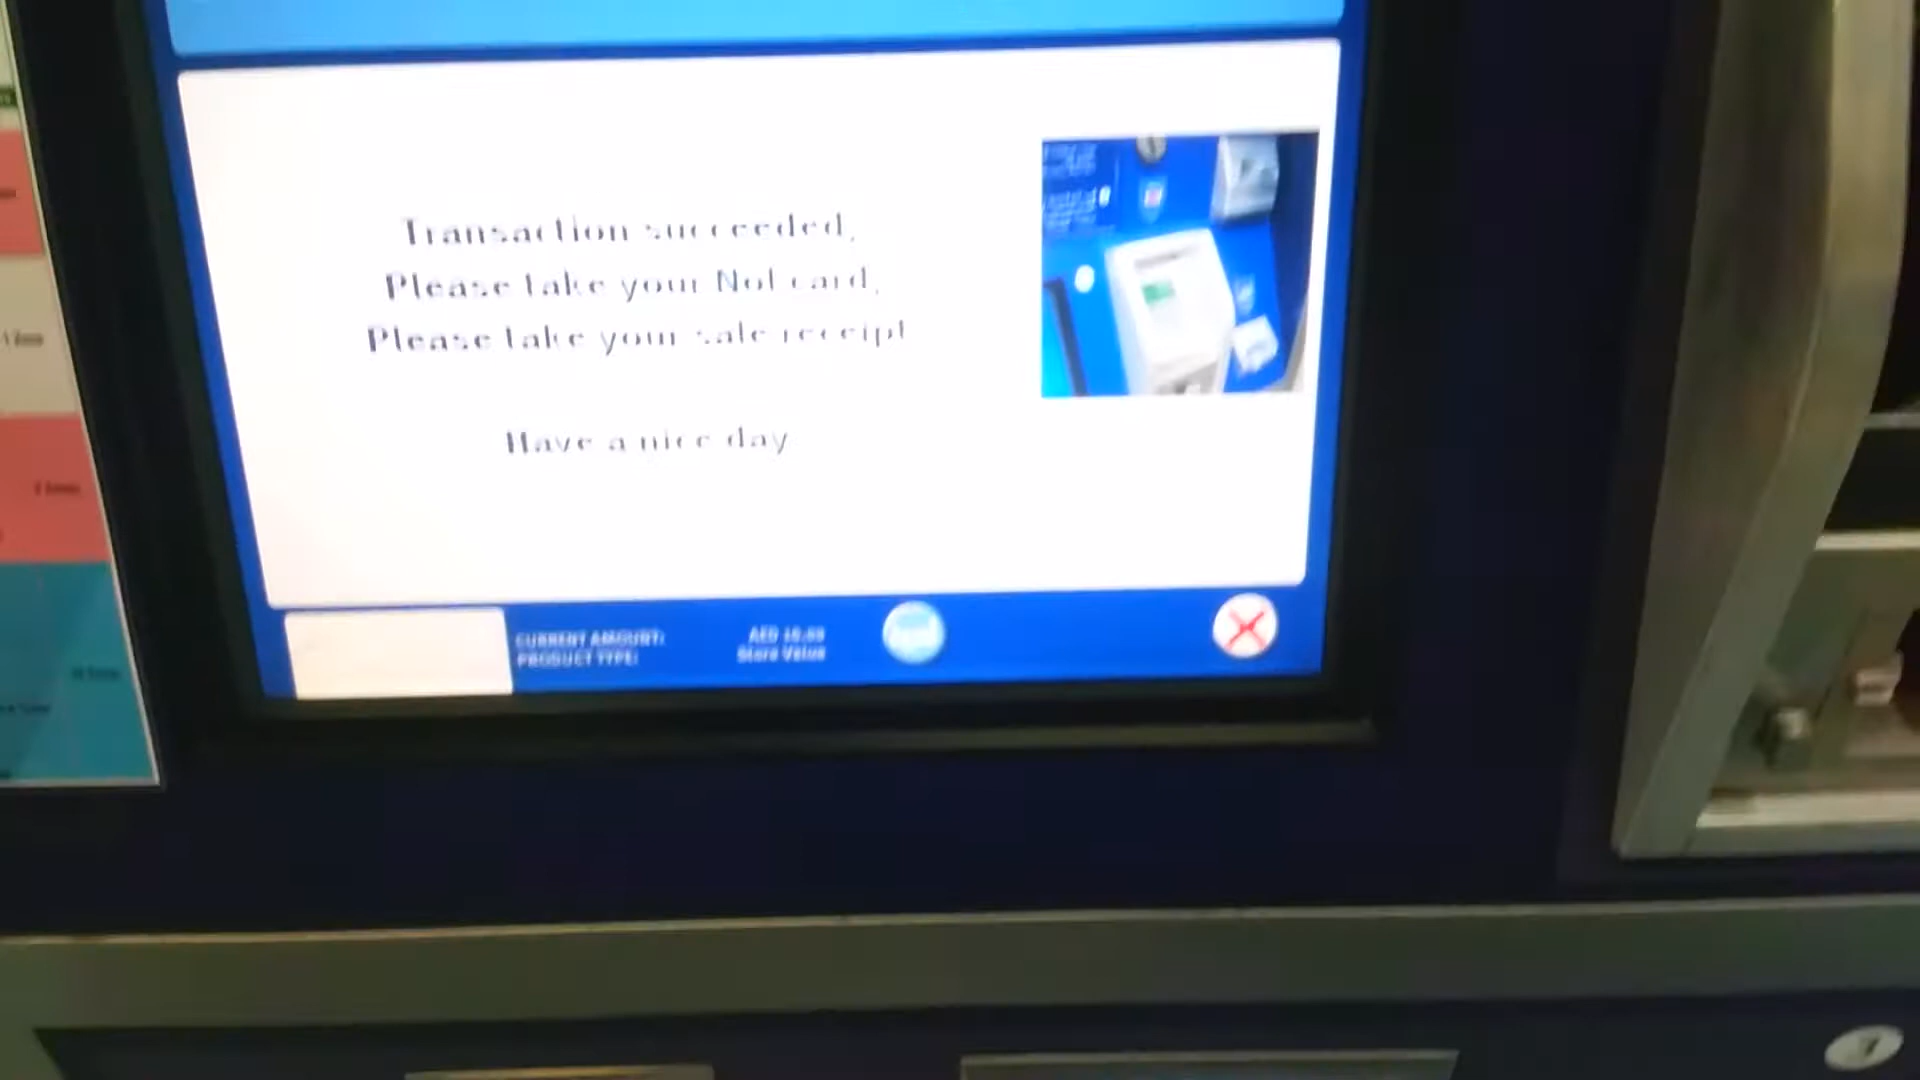 Transaction succeeded,
Please take your Nol card,
Please take your sale receipt
Have a nice day
CURRENT AMOUNT:
AED
PRODUCT TYPE:
Store Value